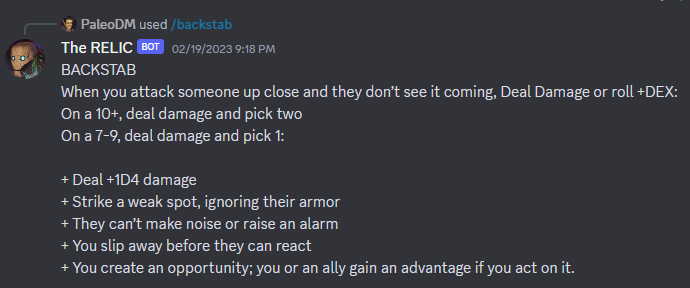 PaleoDM used /backstab
The RELIC BOT 02/19/2023 9:18 PM
BACKSTAB
When you attack someone up close and they don’t see it coming, Deal Damage or roll +DEX:
On a 10+, deal damage and pick two
On a 7-9, deal damage and pick 1:
+ Deal +1D4 damage
+ Strike a weak spot, ignoring their armor
+ They can’t make noise or raise an alarm
+ You slip away before they can react
+ You create an opportunity; you or an ally gain an advantage if you act on it.